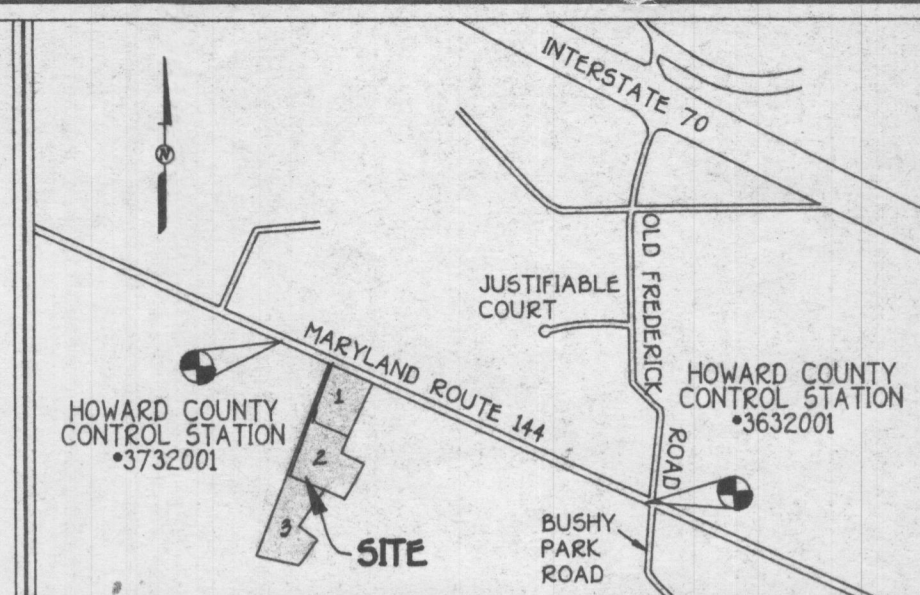 INTERSTATE 70
N
OLD FREDERICK ROAD
JUSTIFIABLE
COURT
MARYLAND ROUTE 144
HOWARD COUNTY
CONTROL STATION
•3732001
HOWARD COUNTY
CONTROL STATION
•3632001
1
2
3
SITE
BUSHY
PARK
ROAD